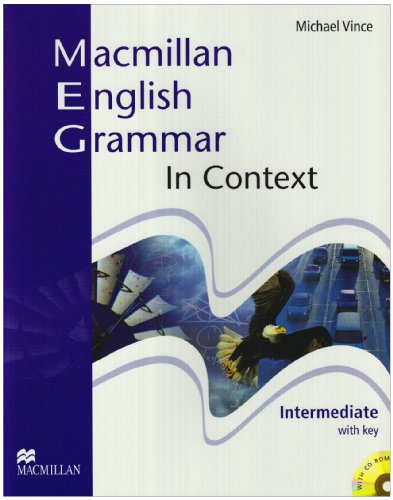 Michael Vince
Macmillan
English
Grammar
In Context
Intermediate
with key
WITH CD ROM
MACMILLAN